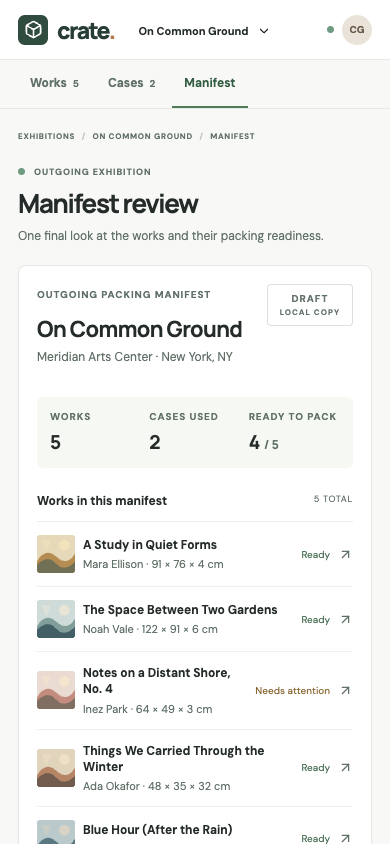 crate.
On Common Ground
CG
Works 5
Cases 2
Manifest
EXHIBITIONS / ON COMMON GROUND / MANIFEST
OUTGOING EXHIBITION
Manifest review
One final look at the works and their packing readiness.
OUTGOING PACKING MANIFEST
DRAFT
LOCAL COPY
On Common Ground
Meridian Arts Center · New York, NY
WORKS
5
CASES USED
2
READY TO PACK
4 / 5
Works in this manifest
5 TOTAL
A Study in Quiet Forms
Mara Ellison · 91 × 76 × 4 cm
Ready
The Space Between Two Gardens
Noah Vale · 122 × 91 × 6 cm
Ready
Notes on a Distant Shore,
No. 4
Inez Park · 64 × 49 × 3 cm
Needs attention
Things We Carried Through the
Winter
Ada Okafor · 48 × 35 × 32 cm
Ready
Blue Hour (After the Rain)
Ready